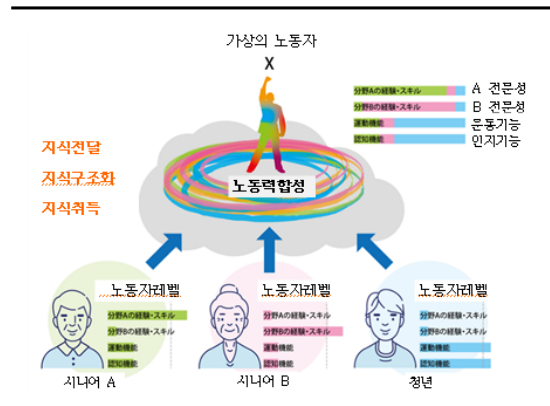 가상의 노동자
X
分野Aの経験・スキル A 전문성
分野Bの経験・スキル B 전문성
運動機能 운동기능
認知機能 인지기능
지식전달
지식구조화
지식취득
노동력합성
노동자레벨
分野Aの経験・スキル
分野Bの経験・スキル
運動機能
認知機能
시니어 A
노동자레벨
分野Aの経験・スキル
分野Bの経験・スキル
運動機能
認知機能
시니어 B
노동자레벨
分野Aの経験・スキル
分野Bの経験・スキル
運動機能
認知機能
청년